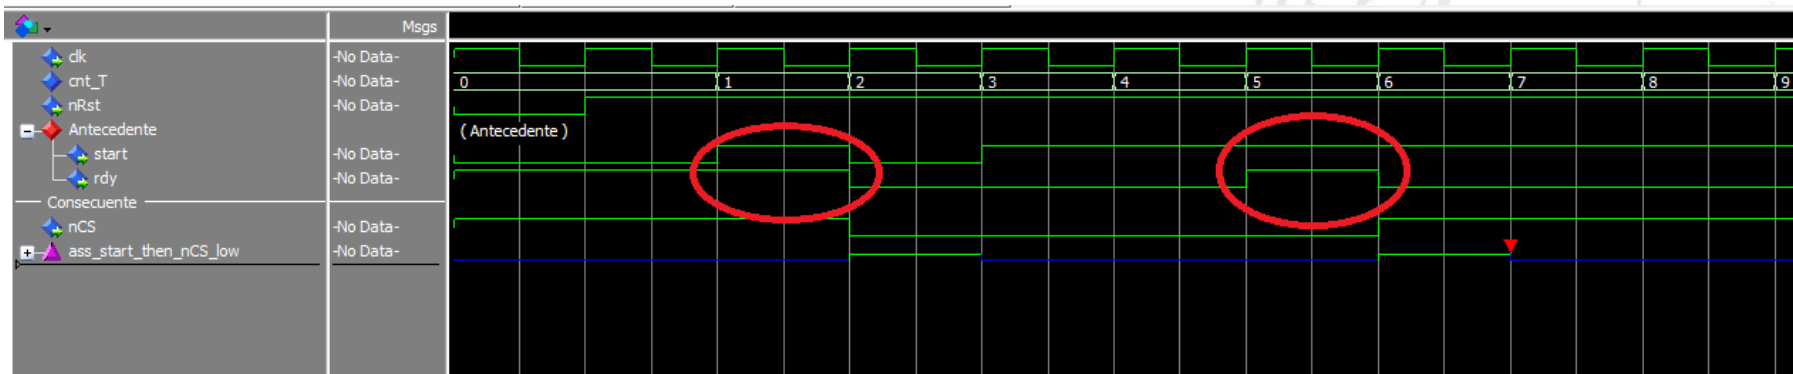 Msgs
clk -No Data-
cnt_T -No Data- 0 1 2 3 4 5 6 7 8 9
nRst -No Data-
Antecedente ( Antecedente )
start -No Data-
rdy -No Data-
Consecuente
nCS -No Data-
ass_start_then_nCS_low -No Data-